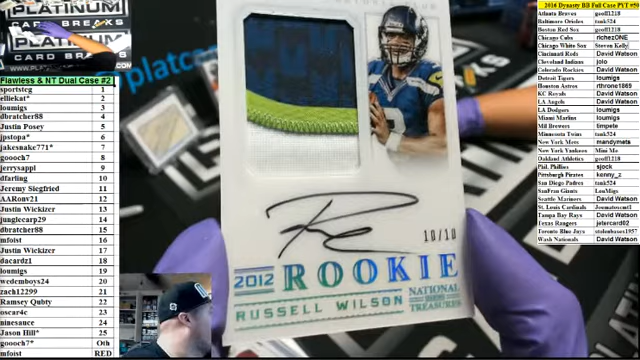 PLATINUM
CARD BREAKS
PLATINUM
CARD BREAKS
Flawless & NT Dual Case #2
sportsteg 1
elliekat* 2
loumigs 3
dbratcher88 4
Justin Posey 5
jpstopa* 6
jakesnake771* 7
goooch7 8
jerrysappl 9
dfarling 10
Jeremy Siegfried 11
AARonv21 12
Justin Wickizer 13
junglecarp29 14
dbratcher88 15
mfoist 16
Justin Wickizer 17
dacardz1 18
loumigs 19
wedemboyz24 20
zach12299 21
Ramsey Qubty 22
oscar4c 23
ninesauce 24
Jason Hill* 25
goooch7* Oth
mfoist RED
platc
10/10
2012 ROOKIE
RUSSELL WILSON
NATIONAL
TREASURES
2016 Dynasty BB Full Case PYT #50
Atlanta Braves geoff1218
Baltimore Orioles tank524
Boston Red Sox geoff1218
Chicago Cubs richezONE
Chicago White Sox Steven Kelly
Cincinnati Reds David Watson
Cleveland Indians jolo
Colorado Rockies David Watson
Detroit Tigers loumigs
Houston Astros rthrone1869
KC Royals David Watson
LA Angels David Watson
LA Dodgers loumigs
Miami Marlins loumigs
Mil Brewers timpete
Minnesota Twins tank524
New York Mets mandymats
New York Yankees Mini Me
Oakland Athletics geoff1218
Phil. Phillies sjock
Pittsburgh Pirates kenny_z
San Diego Padres tank524
SanFran Giants LouMigs
Seattle Mariners David Watson
St. Louis Cardinals
Tampa Bay Rays David Watson
Texas Rangers jetercard02
Toronto Blue Jays stolenbases1957
Wash Nationals David Watson